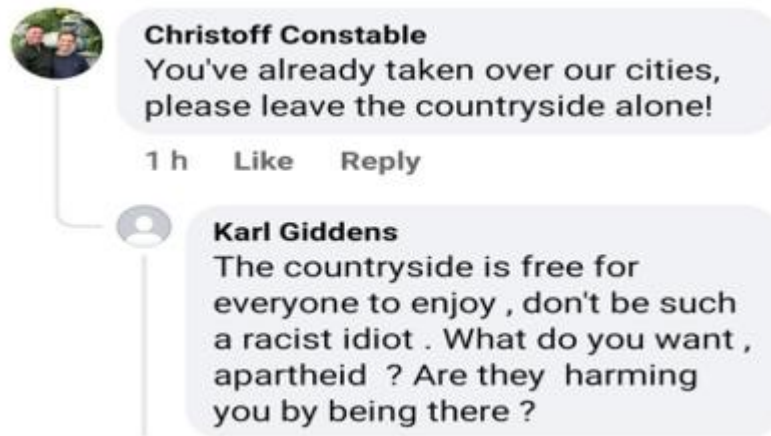 Christoff Constable
You've already taken over our cities,
please leave the countryside alone!
1 h Like Reply
Karl Giddens
The countryside is free for
everyone to enjoy , don't be such
a racist idiot . What do you want ,
apartheid ? Are they harming
you by being there ?